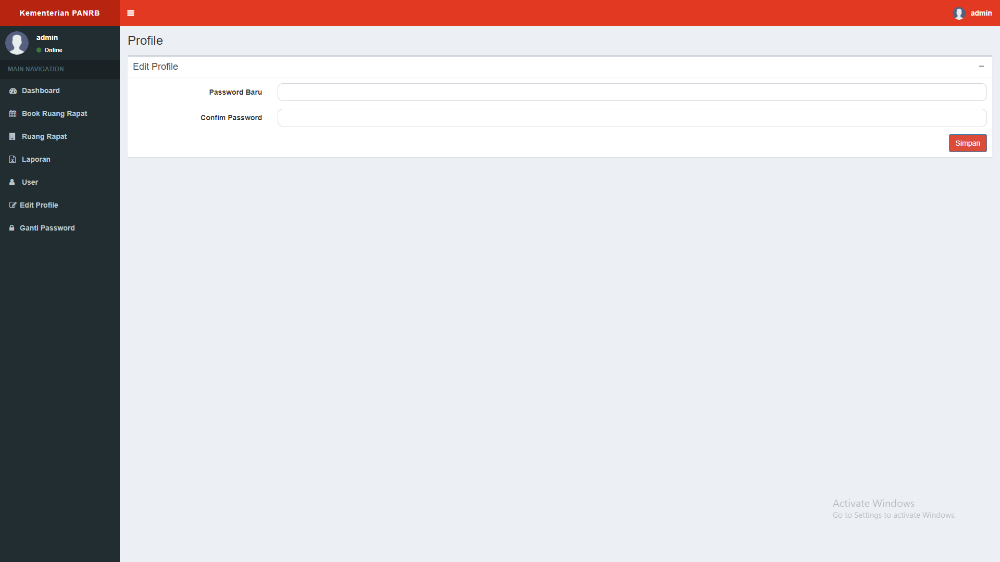 Kementerian PANRB
admin
admin
Online
MAIN NAVIGATION
Dashboard
Book Ruang Rapat
Ruang Rapat
Laporan
User
Edit Profile
Ganti Password
Profile
Edit Profile
Password Baru
Confim Password
Simpan
Activate Windows
Go to Settings to activate Windows.